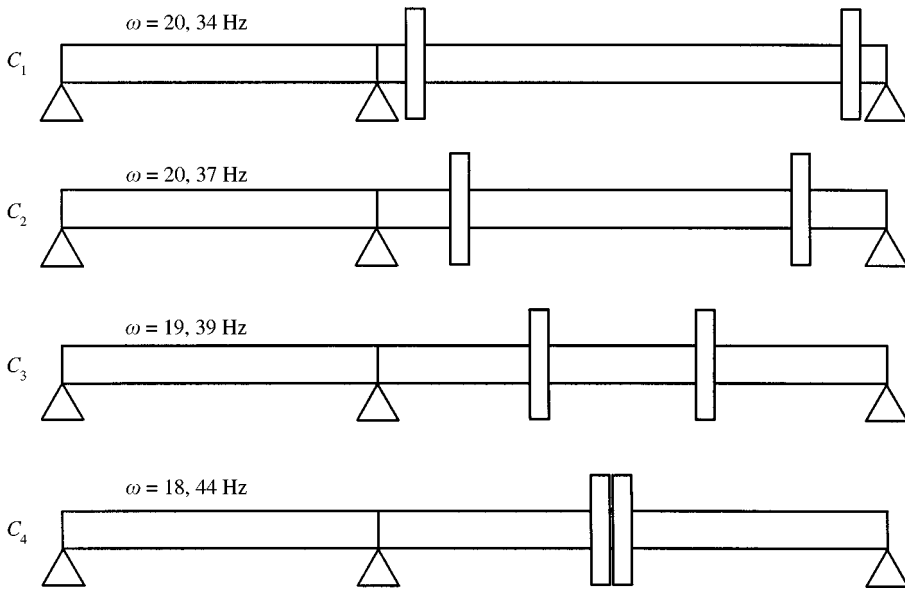 ω = 20, 34 Hz
C₁
ω = 20, 37 Hz
C₂
ω = 19, 39 Hz
C₃
ω = 18, 44 Hz
C₄